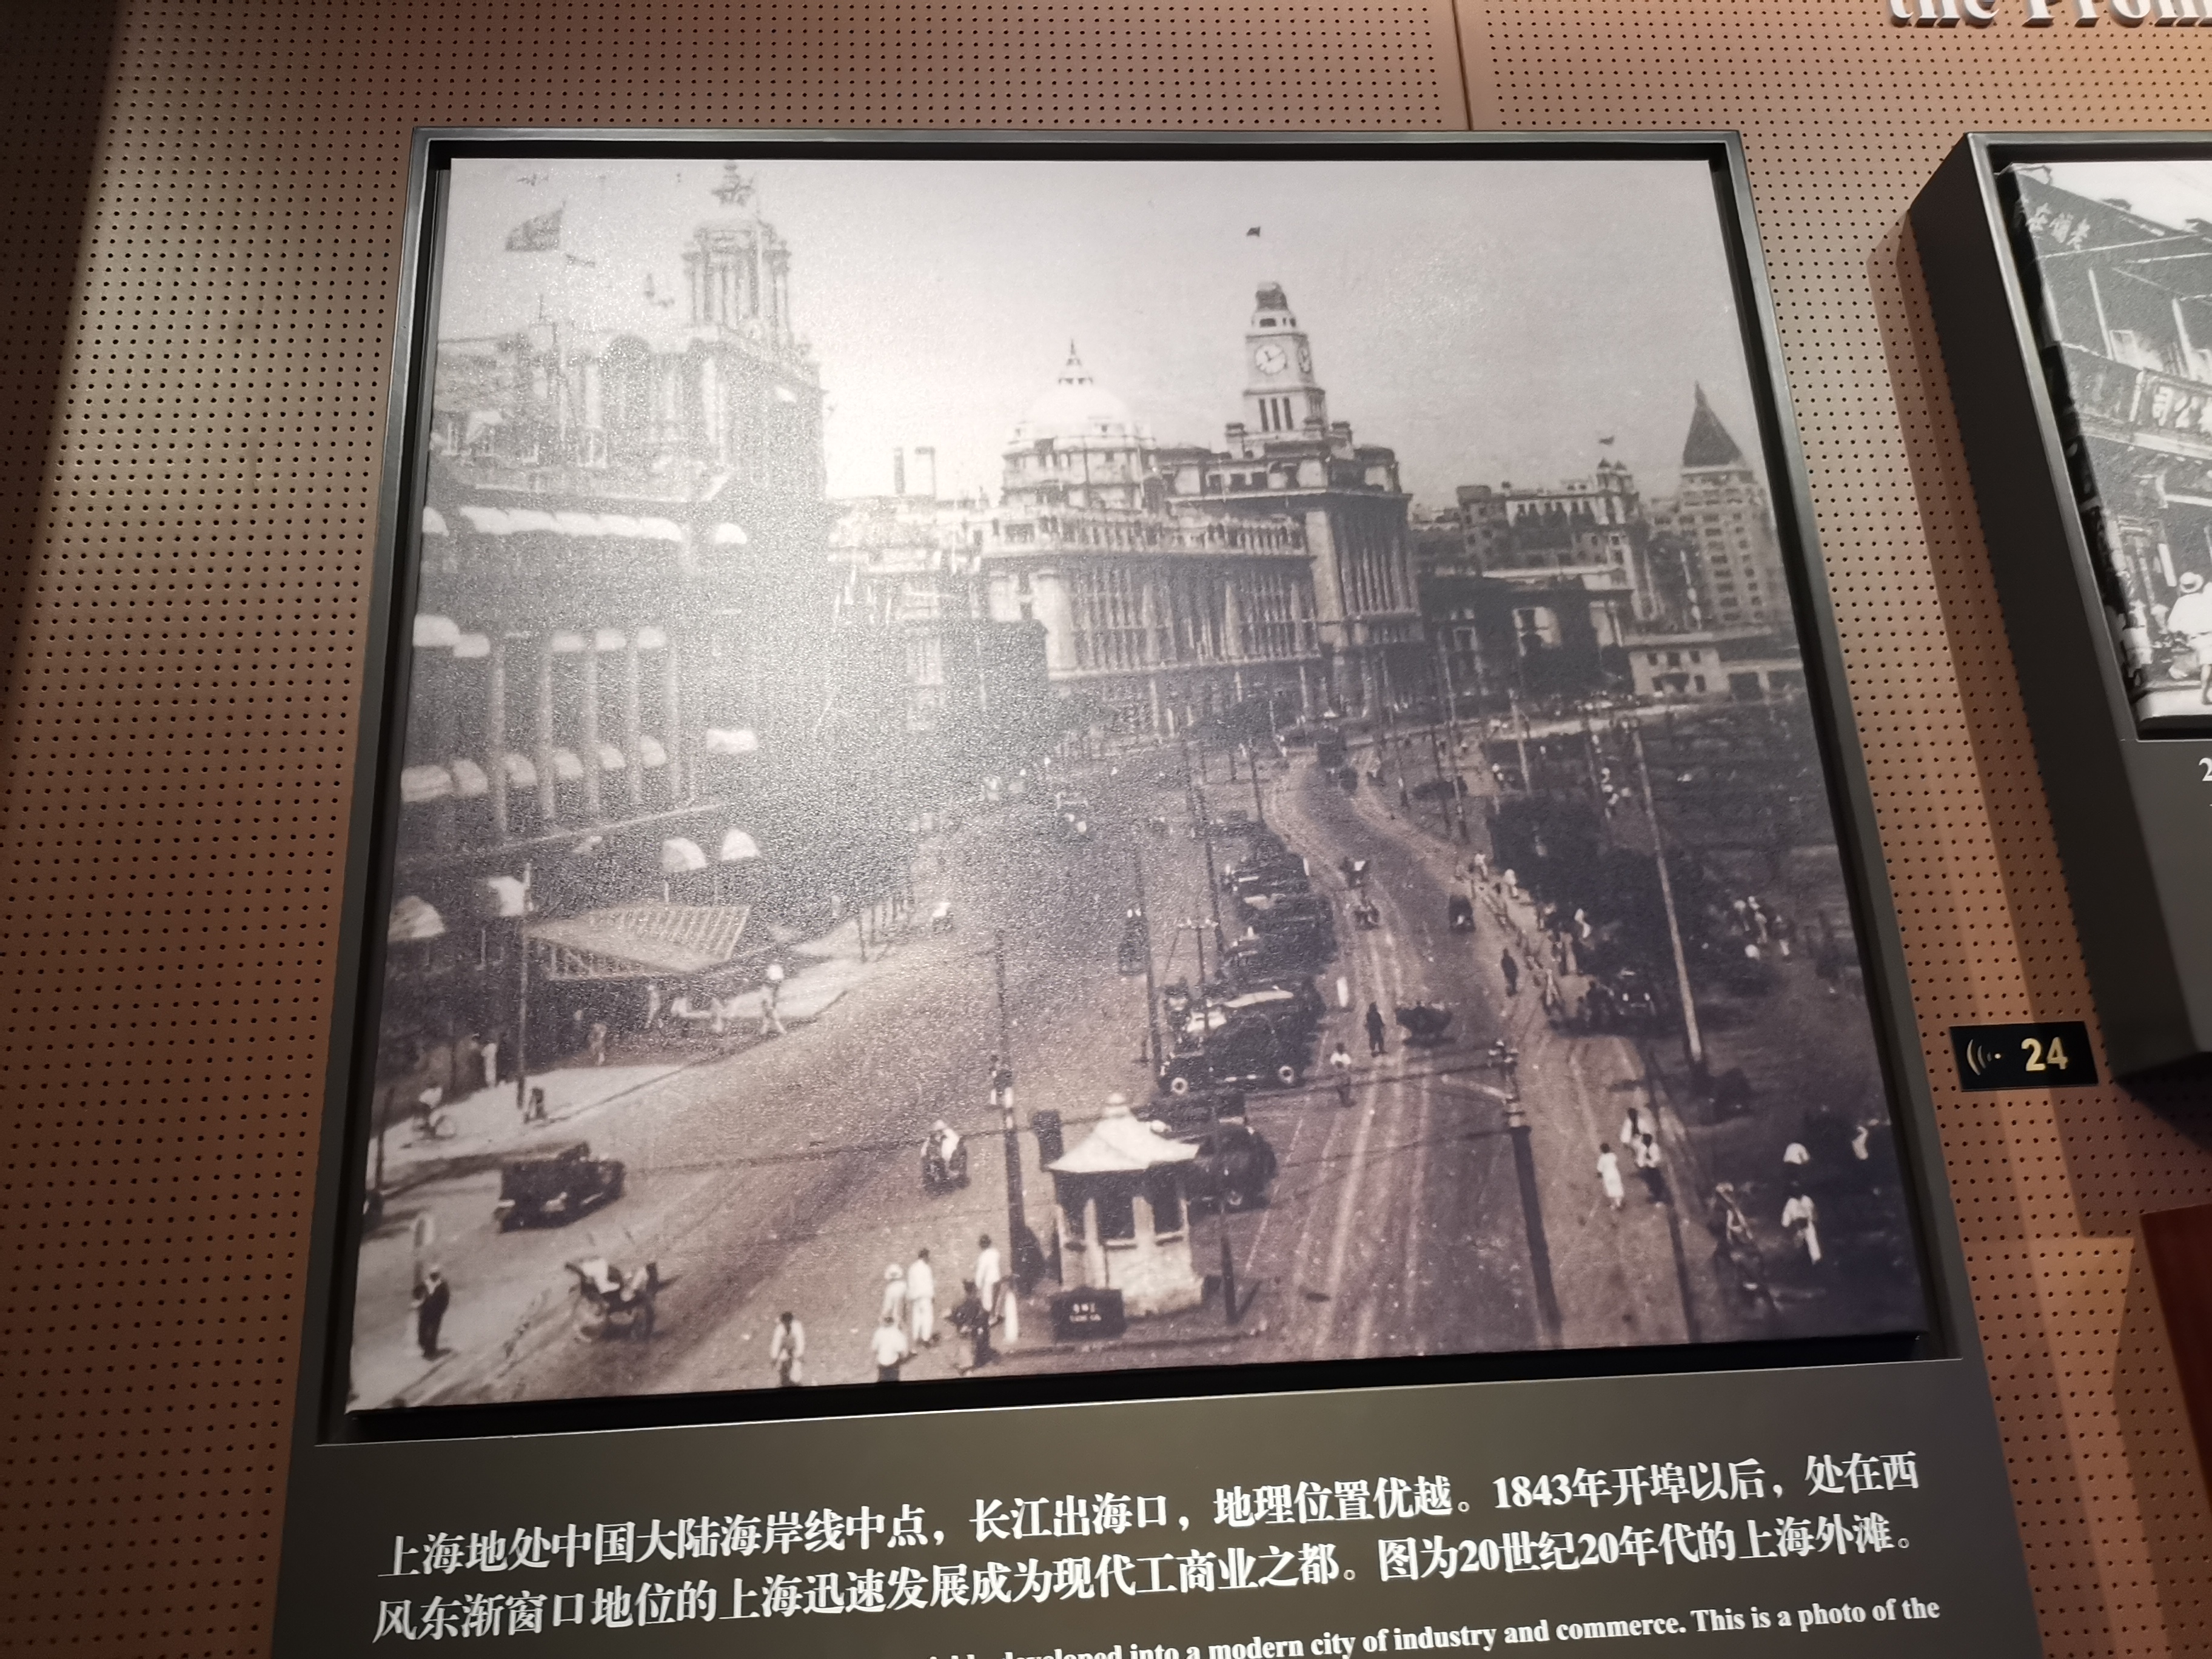 the Prom
24
2
上海地处中国大陆海岸线中点，长江出海口，地理位置优越。1843年开埠以后，处在西
风东渐窗口地位的上海迅速发展成为现代工商业之都。图为20世纪20年代的上海外滩。
developed into a modern city of industry and commerce. This is a photo of the